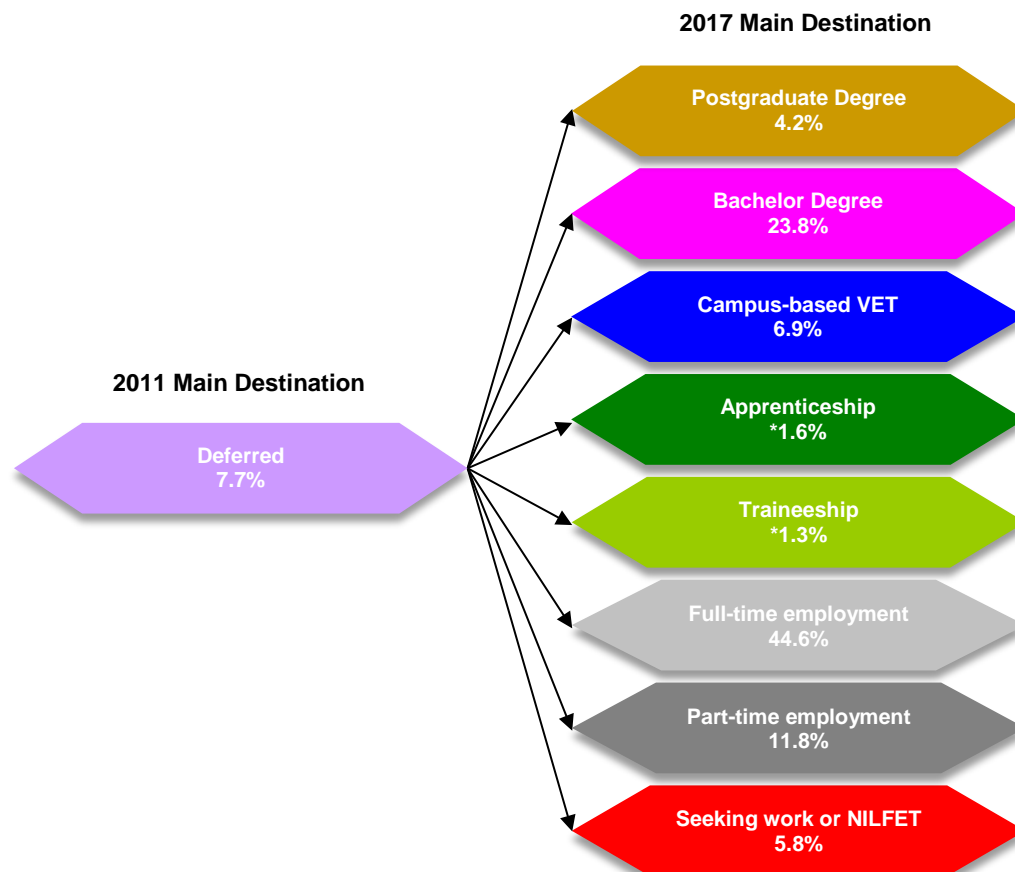 2017 Main Destination
Postgraduate Degree
4.2%
Bachelor Degree
23.8%
Campus-based VET
6.9%
2011 Main Destination
Apprenticeship
*1.6%
Deferred
7.7%
Traineeship
*1.3%
Full-time employment
44.6%
Part-time employment
11.8%
Seeking work or NILFET
5.8%